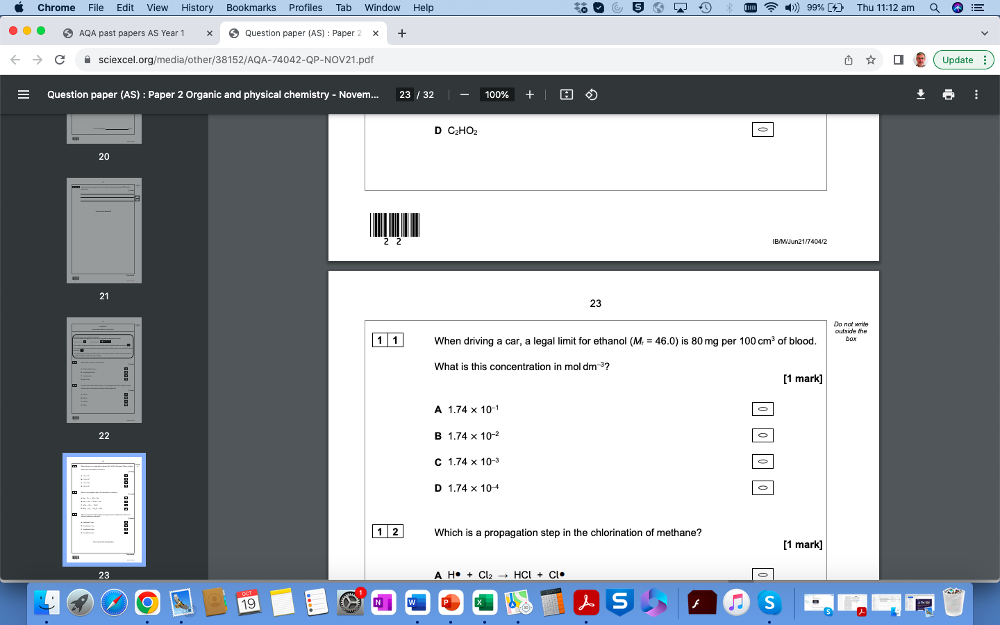 Chrome File Edit View History Bookmarks Profiles Tab Window Help
99% Thu 11:12 am
AQA past papers AS Year 1
Question paper (AS) : Paper 2
sciexcel.org/media/other/38152/AQA-74042-QP-NOV21.pdf
Update
Question paper (AS) : Paper 2 Organic and physical chemistry - Novem...
23 / 32
100%
20
21
22
23
D C₂HO₂
2 2
IB/M/Jun21/7404/2
23
Do not write
outside the
box
1 1 When driving a car, a legal limit for ethanol (Mᵣ = 46.0) is 80 mg per 100 cm³ of blood.
What is this concentration in mol dm⁻³?
[1 mark]
A 1.74 × 10⁻¹
B 1.74 × 10⁻²
C 1.74 × 10⁻³
D 1.74 × 10⁻⁴
1 2 Which is a propagation step in the chlorination of methane?
[1 mark]
A H• + Cl₂ → HCl + Cl•
OCT
19
1
N
W
P
X
3D
S
f
S